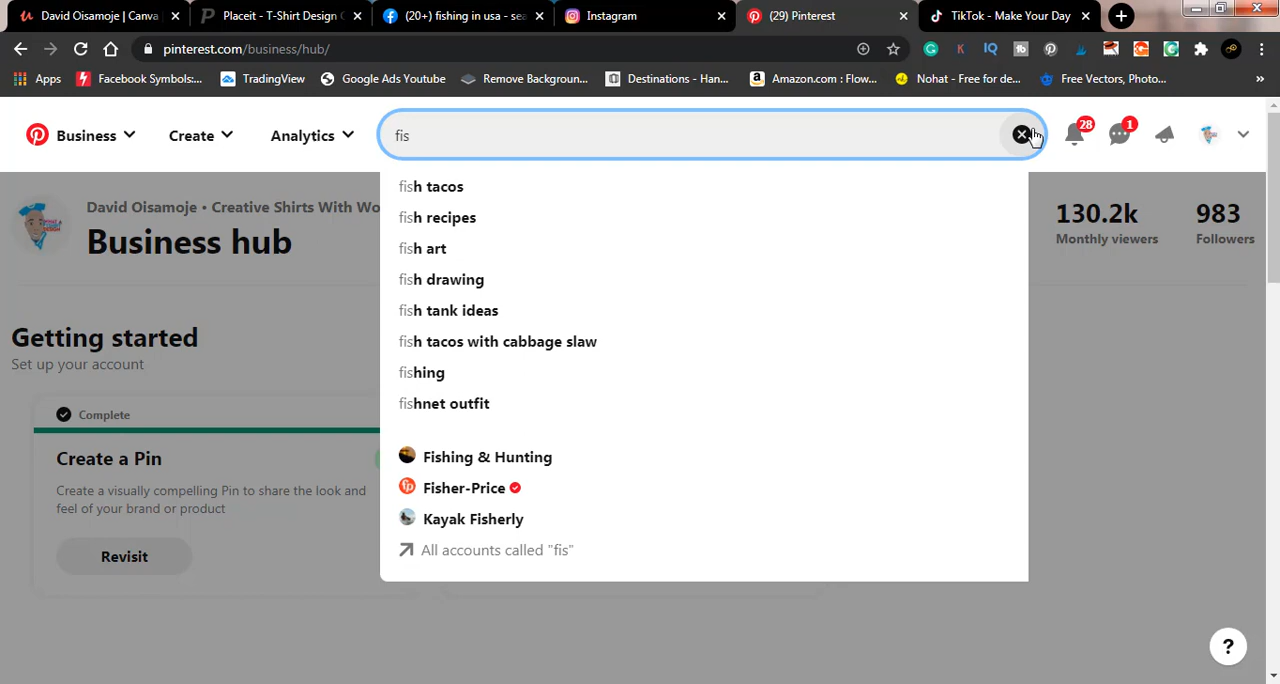 David Oisamoje | Canva
Placeit - T-Shirt Design
(20+) fishing in usa - sea
Instagram
(29) Pinterest
TikTok - Make Your Day
pinterest.com/business/hub/
Apps
Facebook Symbols...
TradingView
Google Ads Youtube
Remove Backgroun...
Destinations - Han...
Amazon.com : Flow...
Nohat - Free for de...
Free Vectors, Photo...
»
Business
Create
Analytics
fis
28
1
fish tacos
fish recipes
fish art
fish drawing
fish tank ideas
fish tacos with cabbage slaw
fishing
fishnet outfit
Fishing & Hunting
Fisher-Price
Kayak Fisherly
All accounts called "fis"
David Oisamoje • Creative Shirts With Wo
Business hub
130.2k
Monthly viewers
983
Followers
Getting started
Set up your account
Complete
Create a Pin
Create a visually compelling Pin to share the look and
feel of your brand or product
Revisit
?